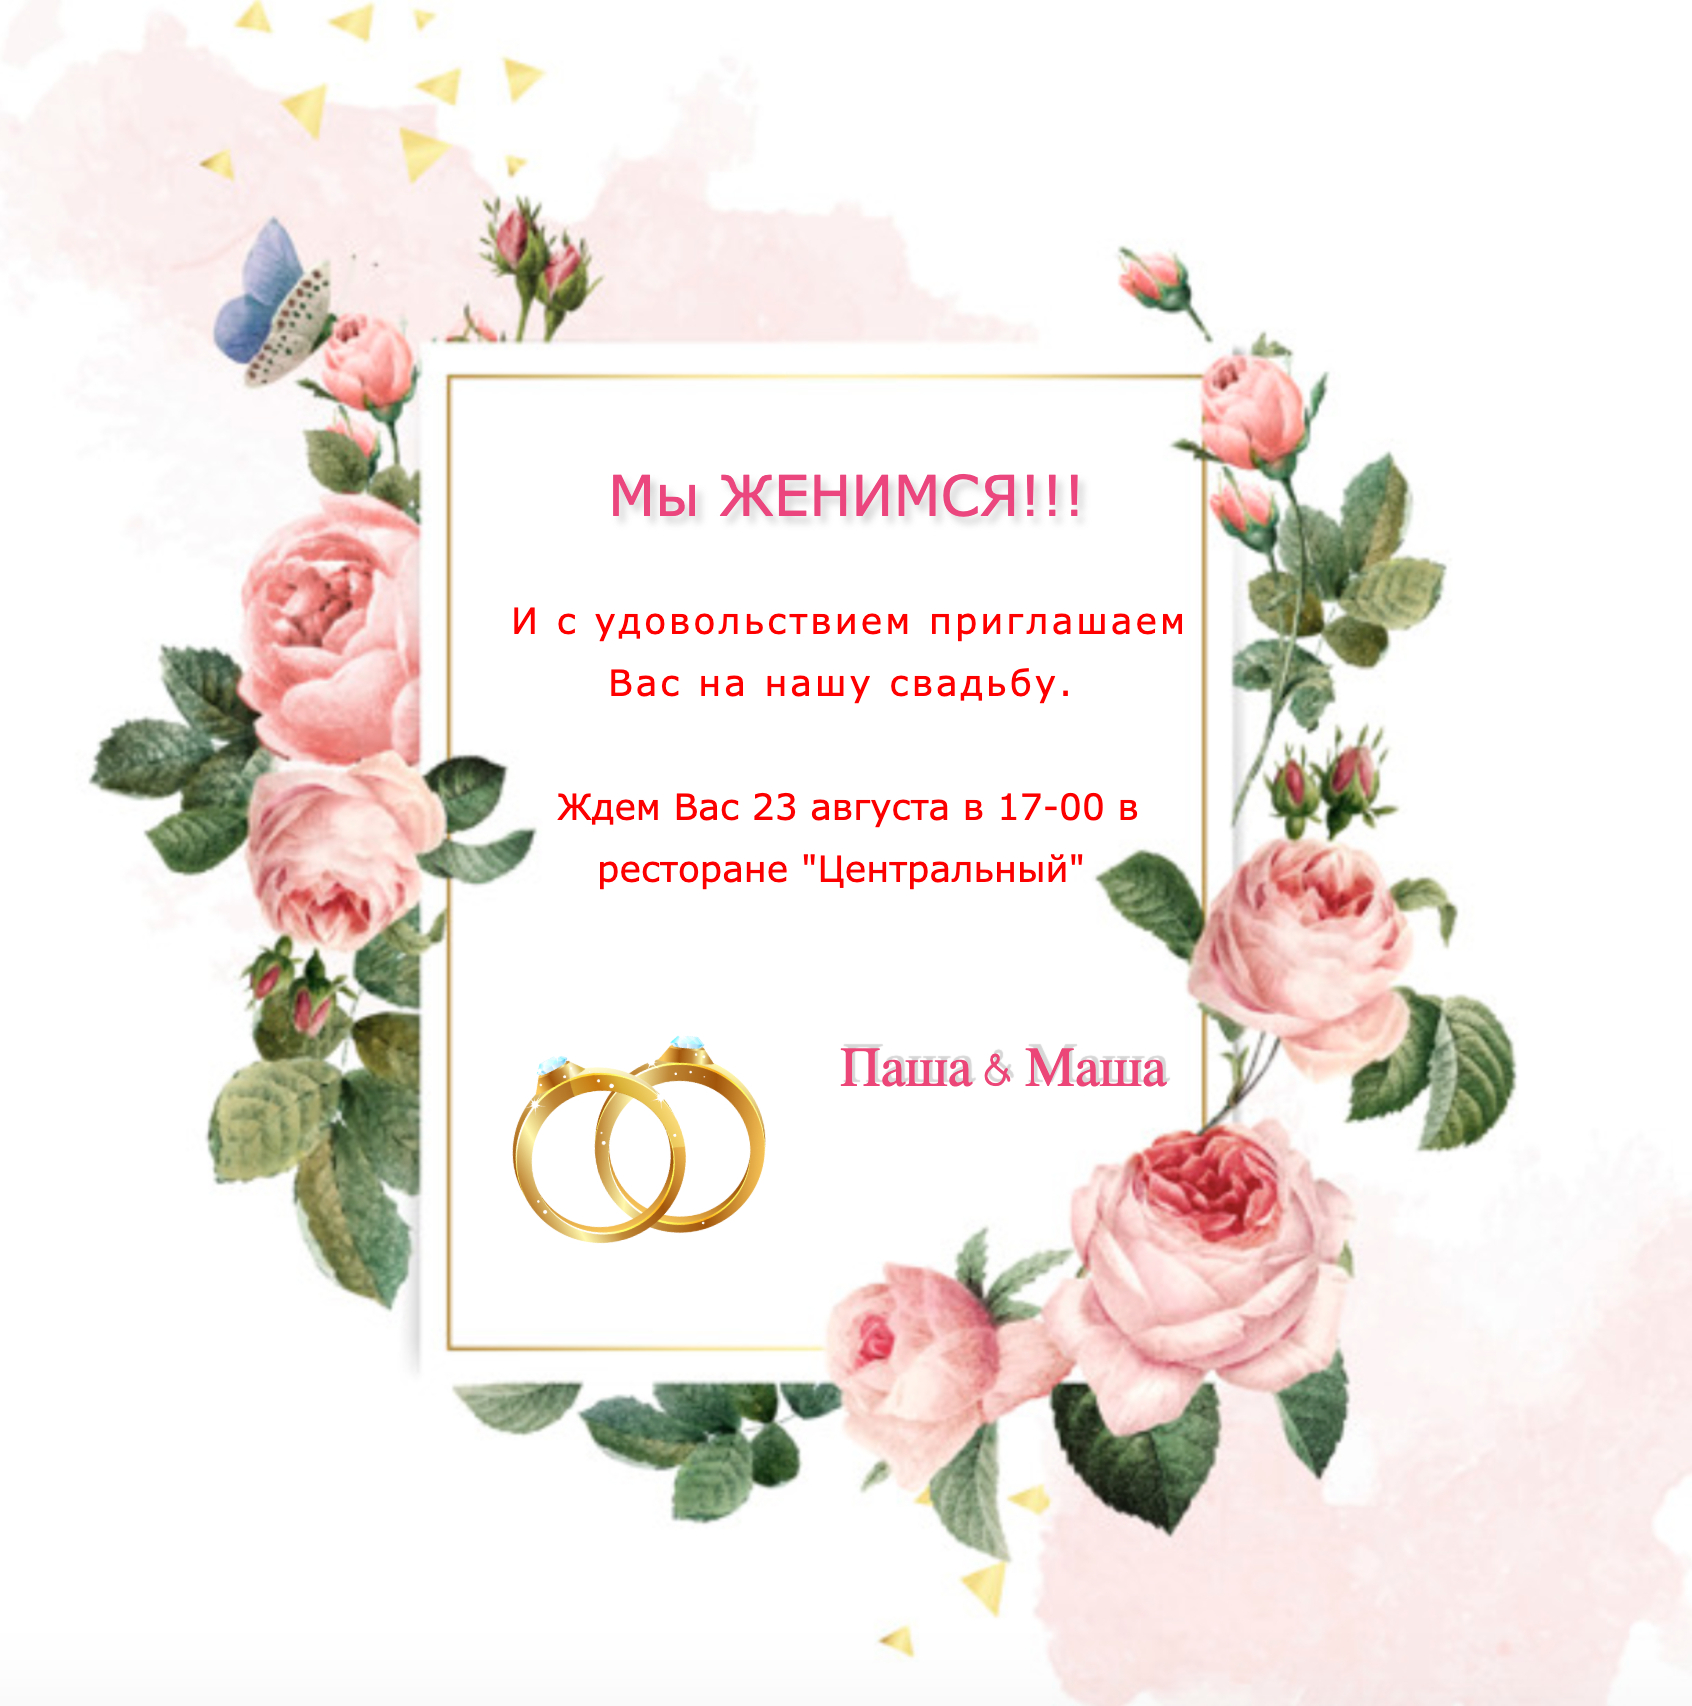 Мы ЖЕНИМСЯ!!!
И с удовольствием приглашаем
Вас на нашу свадьбу.
Ждем Вас 23 августа в 17-00 в
ресторане "Центральный"
Паша & Маша